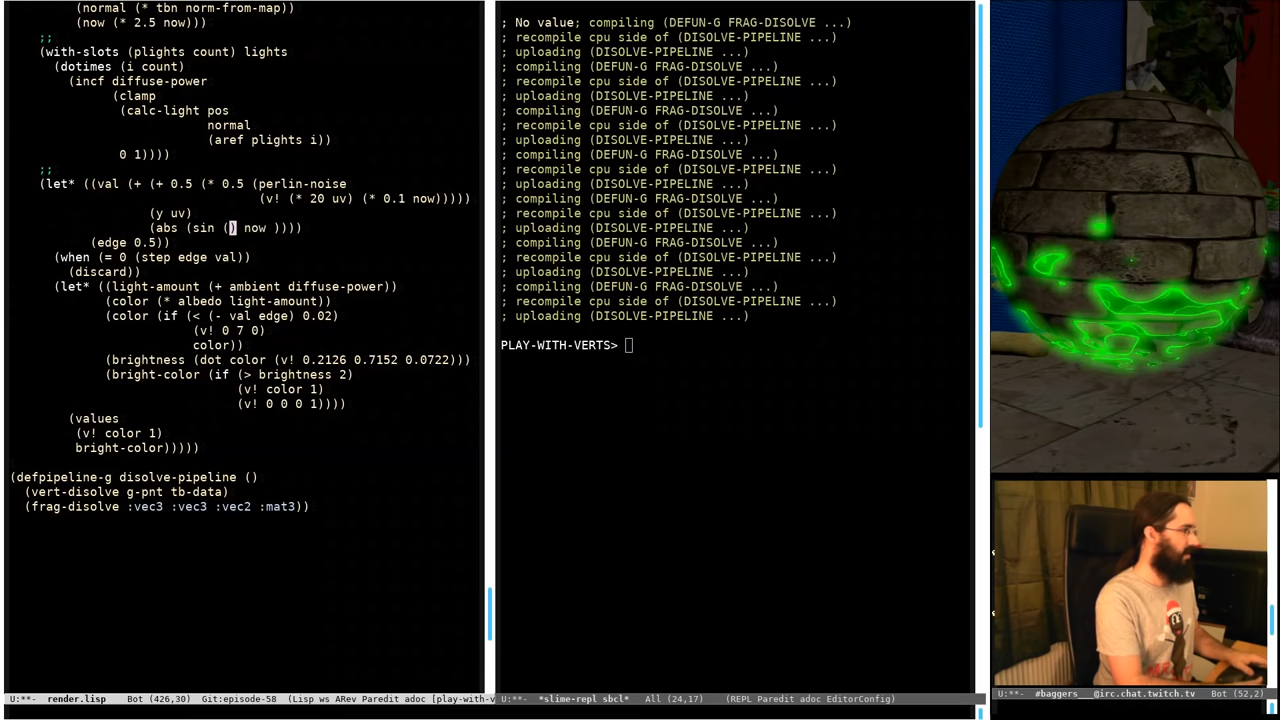 (normal (* tbn norm-from-map))
(now (* 2.5 now)))
;;
(with-slots (plights count) lights
(dotimes (i count)
(incf diffuse-power
(clamp
(calc-light pos
normal
(aref plights i))
0 1))))
;;
(let* ((val (+ (+ 0.5 (* 0.5 (perlin-noise
(v! (* 20 uv) (* 0.1 now)))))
(y uv)
(abs (sin () now ))))
(edge 0.5))
(when (= 0 (step edge val))
(discard))
(let* ((light-amount (+ ambient diffuse-power))
(color (* albedo light-amount))
(color (if (< (- val edge) 0.02)
(v! 0 7 0)
color))
(brightness (dot color (v! 0.2126 0.7152 0.0722)))
(bright-color (if (> brightness 2)
(v! color 1)
(v! 0 0 0 1))))
(values
(v! color 1)
bright-color)))))
(defpipeline-g disolve-pipeline ()
(vert-disolve g-pnt tb-data)
(frag-disolve :vec3 :vec3 :vec2 :mat3))
U:**-  render.lisp   Bot (426,30)  Git:episode-58  (Lisp ws ARev Paredit adoc [play-with-v
; No value; compiling (DEFUN-G FRAG-DISOLVE ...)
; recompile cpu side of (DISOLVE-PIPELINE ...)
; uploading (DISOLVE-PIPELINE ...)
; compiling (DEFUN-G FRAG-DISOLVE ...)
; recompile cpu side of (DISOLVE-PIPELINE ...)
; uploading (DISOLVE-PIPELINE ...)
; compiling (DEFUN-G FRAG-DISOLVE ...)
; recompile cpu side of (DISOLVE-PIPELINE ...)
; uploading (DISOLVE-PIPELINE ...)
; compiling (DEFUN-G FRAG-DISOLVE ...)
; recompile cpu side of (DISOLVE-PIPELINE ...)
; uploading (DISOLVE-PIPELINE ...)
; compiling (DEFUN-G FRAG-DISOLVE ...)
; recompile cpu side of (DISOLVE-PIPELINE ...)
; uploading (DISOLVE-PIPELINE ...)
; compiling (DEFUN-G FRAG-DISOLVE ...)
; recompile cpu side of (DISOLVE-PIPELINE ...)
; uploading (DISOLVE-PIPELINE ...)
; compiling (DEFUN-G FRAG-DISOLVE ...)
; recompile cpu side of (DISOLVE-PIPELINE ...)
; uploading (DISOLVE-PIPELINE ...)
PLAY-WITH-VERTS>
U:**-  *slime-repl sbcl*   All (24,17)    (REPL Paredit adoc EditorConfig)
U:**-  #baggers___@irc.chat.twitch.tv   Bot (52,2)